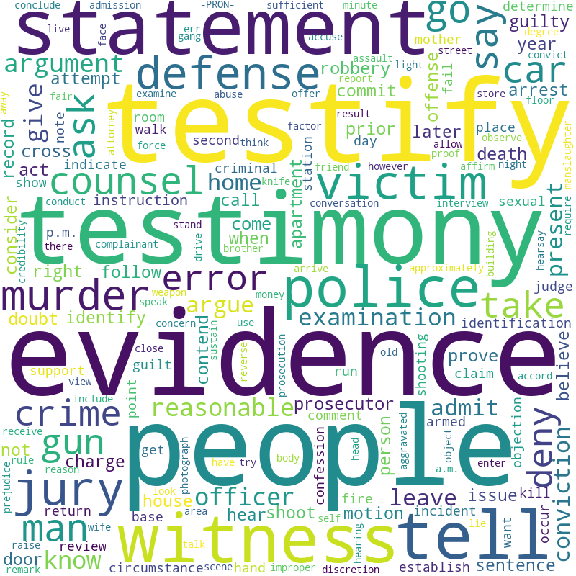 conclude admission -PRON- sufficient minute determine
statement go say guilty
live face err gang accuse light degree convict
argument defense robbery mother year
attempt commit offense fail street car
assault report arrest
testify
fair examine abuse offer store floor
record note give ask attorney room walk force
result factor second think day prior later place observe
cross act indicate show criminal station however allow proof affirm night death
counsel home friend knife victim manslaughter
consider conduct instruction call apartment conversation interview sexual present require
p.m. stand come when
testimony
credibility there complainant drive brother arrive building hearsay judge
right follow error police approximately take
murder speak weapon money examination
doubt identify argue identification
concern use old prove believe
support close sustain reverse prosecution run shooting claim accord
evidence
view guilt contend
include point reasonable prosecutor admit
crime comment person armed objection deny
receive not gun get have try body confession head aggravated object a.m. enter conviction
rule charge people
prejudice reason photograph
jury look house officer leave issue kill
return area fire incident occur
man base hear shoot self motion want
wife review witness tell
raise door know talk hearing lie
remark circumstance scene hand improper discretion establish sentence